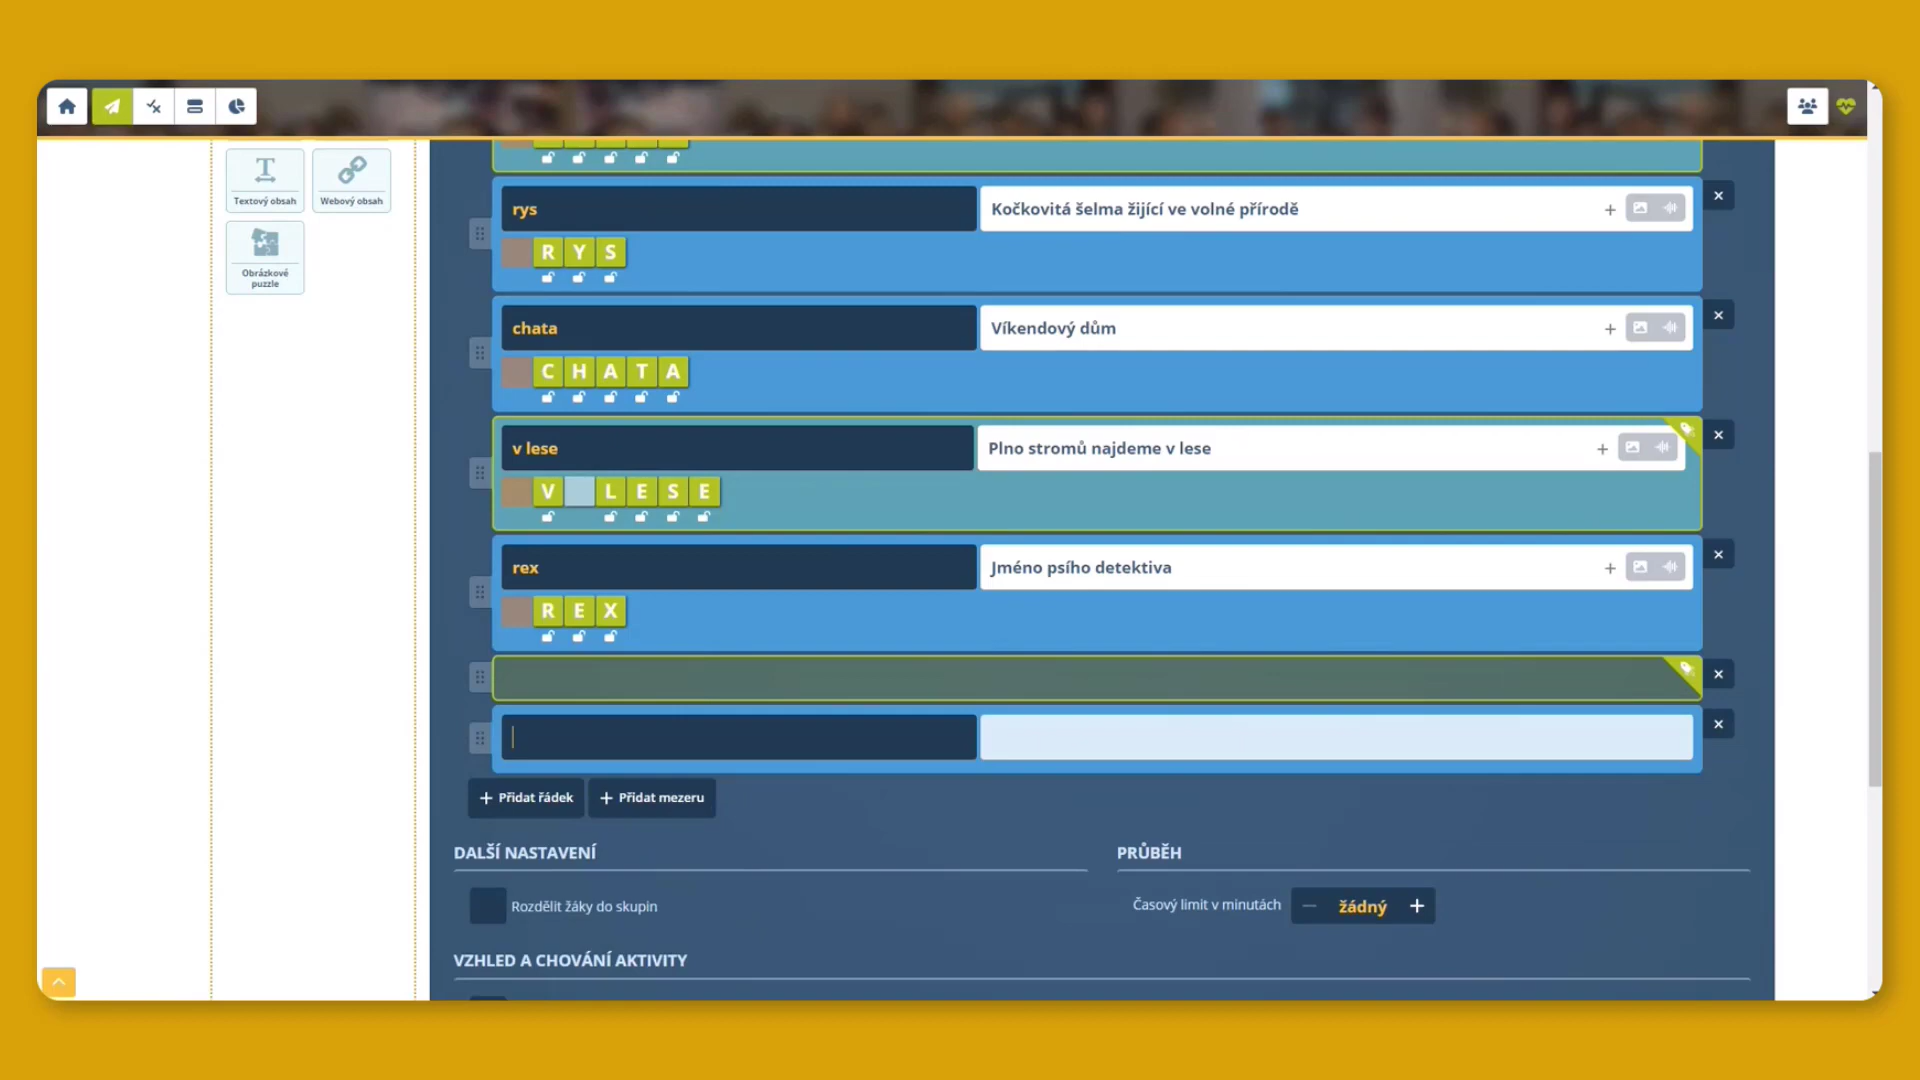 Textový obsah
Webový obsah
Obrázkové
puzzle
rys
Kočkovitá šelma žijící ve volné přírodě
R Y S
chata
Víkendový dům
C H A T A
v lese
Plno stromů najdeme v lese
V L E S E
rex
Jméno psího detektiva
R E X
+ Přidat řádek
+ Přidat mezeru
DALŠÍ NASTAVENÍ
PRŮBĚH
Rozdělit žáky do skupin
Časový limit v minutách
žádný
VZHLED A CHOVÁNÍ AKTIVITY